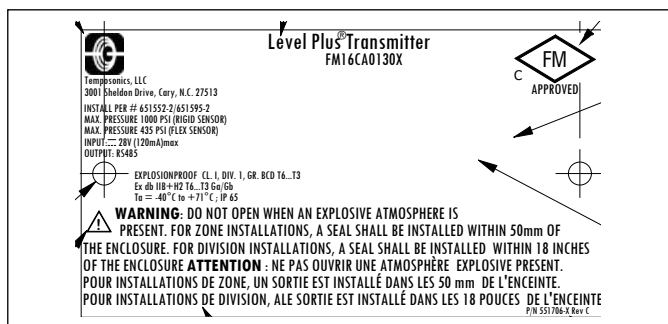 Level Plus® Transmitter
FM16CA0130X
FM
C
APPROVED
Temposonics, LLC
3001 Sheldon Drive, Cary, N.C. 27513
INSTALL PER # 651552-2/651595-2
MAX. PRESSURE 1000 PSI (RIGID SENSOR)
MAX. PRESSURE 435 PSI (FLEX SENSOR)
INPUT: ⎓ 28V (120mA)max
OUTPUT: RS485
EXPLOSIONPROOF CL. I, DIV. 1, GR. BCD T6...T3
Ex db IIB+H2 T6...T3 Ga/Gb
Ta = -40°C to +71°C ; IP 65
WARNING: DO NOT OPEN WHEN AN EXPLOSIVE ATMOSPHERE IS
PRESENT. FOR ZONE INSTALLATIONS, A SEAL SHALL BE INSTALLED WITHIN 50mm OF
THE ENCLOSURE. FOR DIVISION INSTALLATIONS, A SEAL SHALL BE INSTALLED WITHIN 18 INCHES
OF THE ENCLOSURE ATTENTION : NE PAS OUVRIR UNE ATMOSPHÈRE EXPLOSIVE PRESENT.
POUR INSTALLATIONS DE ZONE, UN SORTIE EST INSTALLÉ DANS LES 50 mm DE L'ENCEINTE.
POUR INSTALLATIONS DE DIVISION, ALE SORTIE EST INSTALLÉ DANS LES 18 POUCES DE L'ENCEINTE
P/N 551706-X Rev C